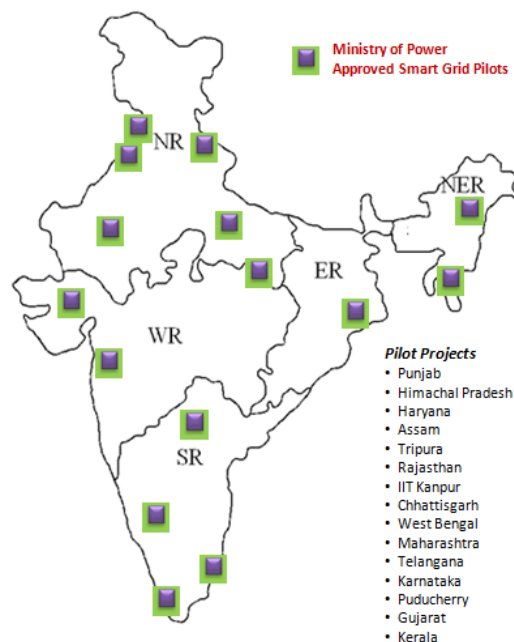 Ministry of Power
Approved Smart Grid Pilots
NR
NER
ER
WR
SR
Pilot Projects
• Punjab
• Himachal Pradesh
• Haryana
• Assam
• Tripura
• Rajasthan
• IIT Kanpur
• Chhattisgarh
• West Bengal
• Maharashtra
• Telangana
• Karnataka
• Puducherry
• Gujarat
• Kerala